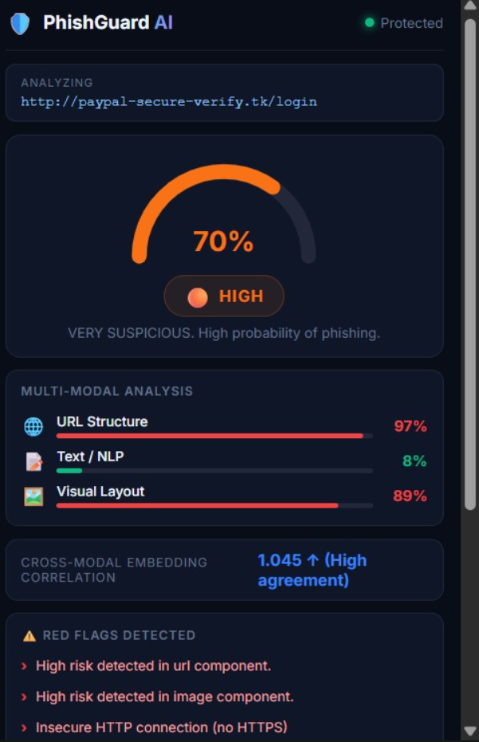 PhishGuard AI
Protected
ANALYZING
http://paypal-secure-verify.tk/login
70%
HIGH
VERY SUSPICIOUS. High probability of phishing.
MULTI-MODAL ANALYSIS
URL Structure
97%
Text / NLP
8%
Visual Layout
89%
CROSS-MODAL EMBEDDING
CORRELATION
1.045 ↑ (High
agreement)
RED FLAGS DETECTED
› High risk detected in url component.
› High risk detected in image component.
› Insecure HTTP connection (no HTTPS)